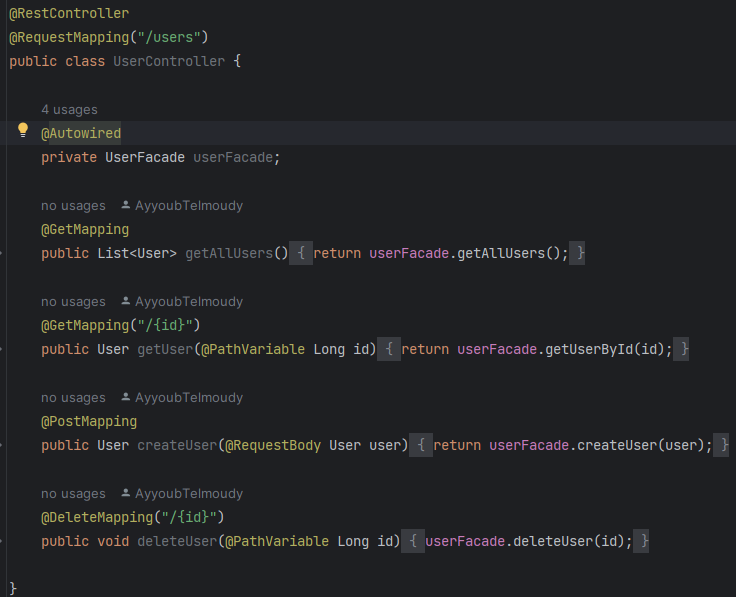 @RestController
@RequestMapping("/users")
public class UserController {
4 usages
@Autowired
private UserFacade userFacade;
no usages AyyoubTelmoudy
@GetMapping
public List<User> getAllUsers() { return userFacade.getAllUsers(); }
no usages AyyoubTelmoudy
@GetMapping("/{id}")
public User getUser(@PathVariable Long id) { return userFacade.getUserById(id); }
no usages AyyoubTelmoudy
@PostMapping
public User createUser(@RequestBody User user) { return userFacade.createUser(user); }
no usages AyyoubTelmoudy
@DeleteMapping("/{id}")
public void deleteUser(@PathVariable Long id) { userFacade.deleteUser(id); }
}